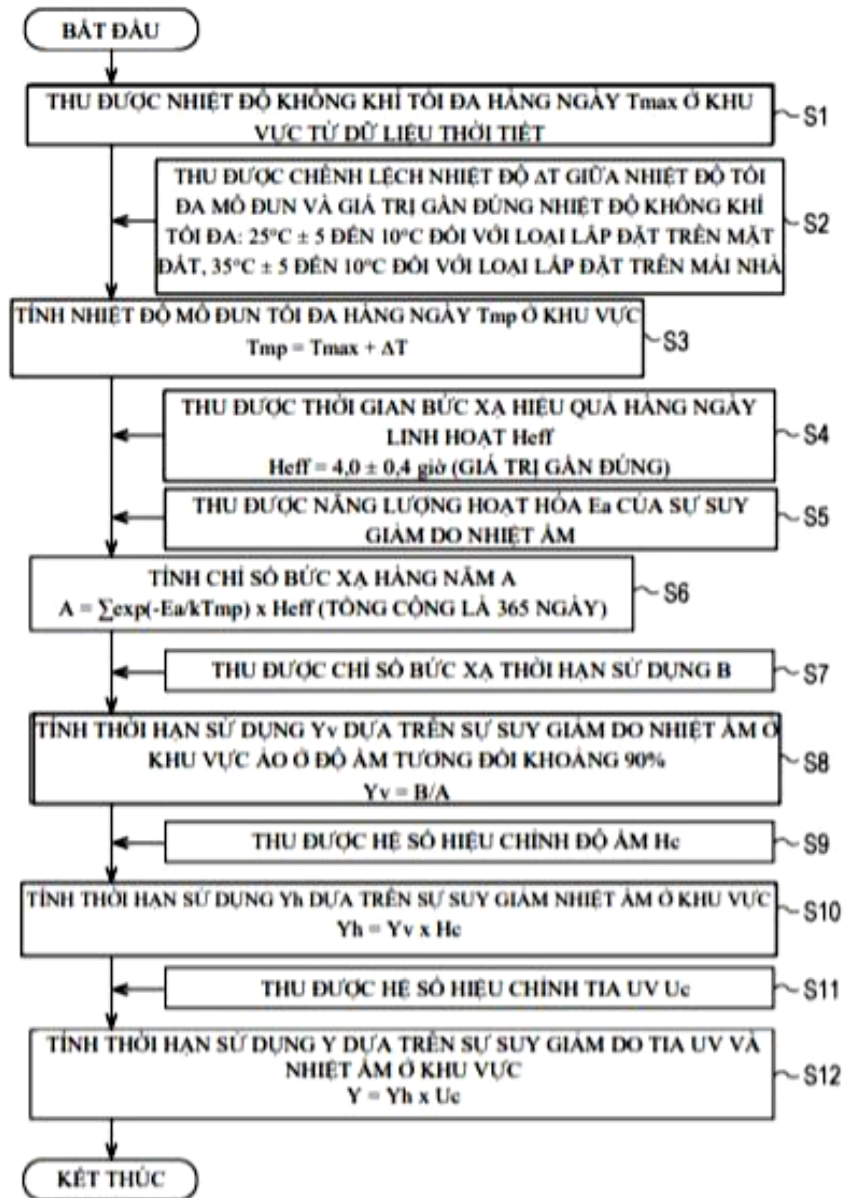 BẮT ĐẦU
THU ĐƯỢC NHIỆT ĐỘ KHÔNG KHÍ TỐI ĐA HÀNG NGÀY Tmax Ở KHU
VỰC TỪ DỮ LIỆU THỜI TIẾT
S1
THU ĐƯỢC CHÊNH LỆCH NHIỆT ĐỘ ΔT GIỮA NHIỆT ĐỘ TỐI
ĐA MÔ ĐUN VÀ GIÁ TRỊ GẦN ĐÚNG NHIỆT ĐỘ KHÔNG KHÍ
TỐI ĐA: 25°C ± 5 ĐẾN 10°C ĐỐI VỚI LOẠI LẮP ĐẶT TRÊN MẶT
ĐẤT, 35°C ± 5 ĐẾN 10°C ĐỐI VỚI LOẠI LẮP ĐẶT TRÊN MÁI NHÀ
S2
TÍNH NHIỆT ĐỘ MÔ ĐUN TỐI ĐA HÀNG NGÀY Tmp Ở KHU VỰC
Tmp = Tmax + ΔT
S3
THU ĐƯỢC THỜI GIAN BỨC XẠ HIỆU QUẢ HÀNG NGÀY
LINH HOẠT Heff
Heff = 4,0 ± 0,4 giờ (GIÁ TRỊ GẦN ĐÚNG)
S4
THU ĐƯỢC NĂNG LƯỢNG HOẠT HÓA Ea CỦA SỰ SUY
GIẢM DO NHIỆT ẨM
S5
TÍNH CHỈ SỐ BỨC XẠ HÀNG NĂM A
A = ∑exp(-Ea/kTmp) x Heff (TỔNG CỘNG LÀ 365 NGÀY)
S6
THU ĐƯỢC CHỈ SỐ BỨC XẠ THỜI HẠN SỬ DỤNG B
S7
TÍNH THỜI HẠN SỬ DỤNG Yv DỰA TRÊN SỰ SUY GIẢM DO NHIỆT ẨM Ở
KHU VỰC ẢO Ở ĐỘ ẨM TƯƠNG ĐỐI KHOẢNG 90%
Yv = B/A
S8
THU ĐƯỢC HỆ SỐ HIỆU CHỈNH ĐỘ ẨM Hc
S9
TÍNH THỜI HẠN SỬ DỤNG Yh DỰA TRÊN SỰ SUY GIẢM NHIỆT ẨM Ở KHU VỰC
Yh = Yv x Hc
S10
THU ĐƯỢC HỆ SỐ HIỆU CHỈNH TIA UV Uc
S11
TÍNH THỜI HẠN SỬ DỤNG Y DỰA TRÊN SỰ SUY GIẢM DO TIA UV VÀ
NHIỆT ẨM Ở KHU VỰC
Y = Yh x Uc
S12
KẾT THÚC